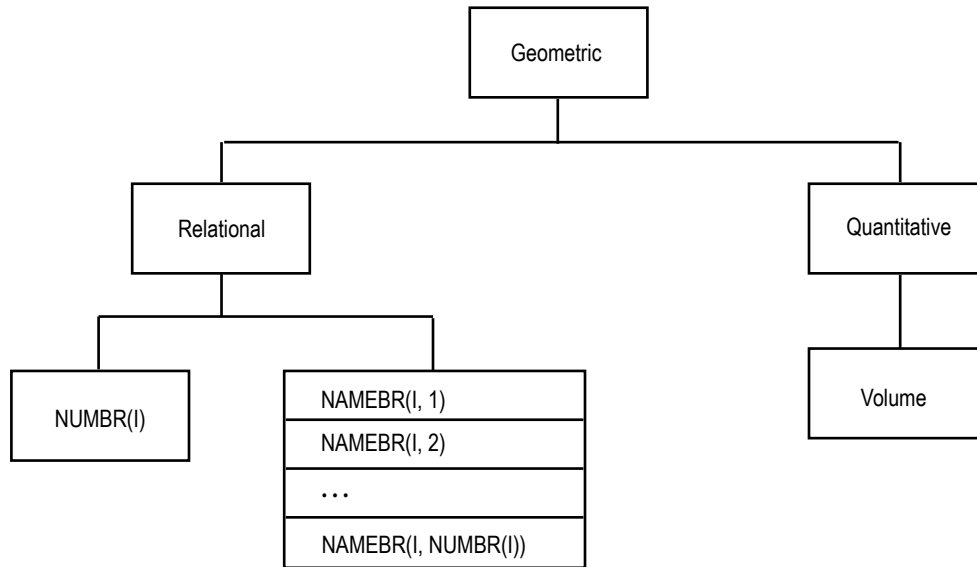 Geometric
Relational
Quantitative
NUMBR(I)
NAMEBR(I, 1)
NAMEBR(I, 2)
...
NAMEBR(I, NUMBR(I))
Volume